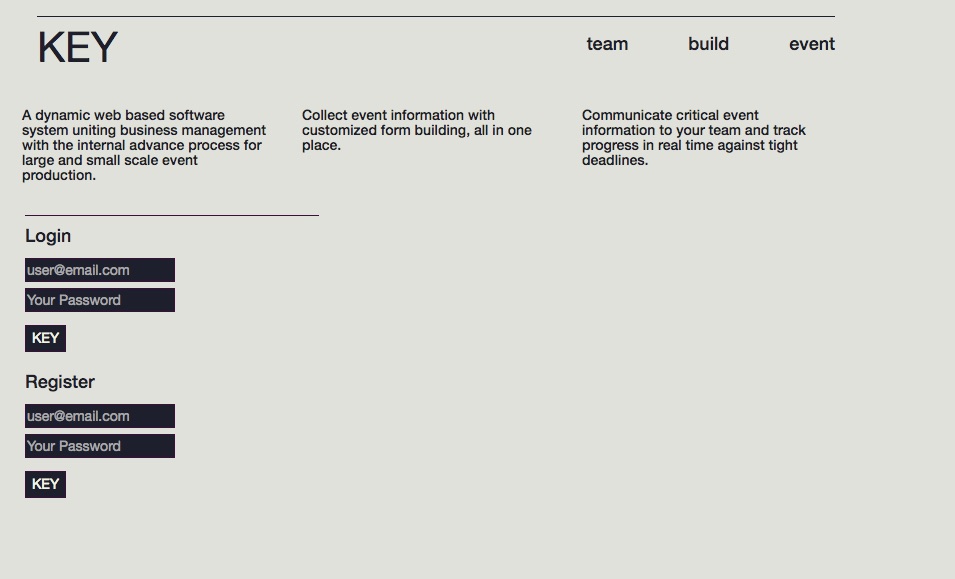 KEY
team build event
A dynamic web based software
system uniting business management
with the internal advance process for
large and small scale event
production.
Collect event information with
customized form building, all in one
place.
Communicate critical event
information to your team and track
progress in real time against tight
deadlines.
Login
user@email.com
Your Password
KEY
Register
user@email.com
Your Password
KEY